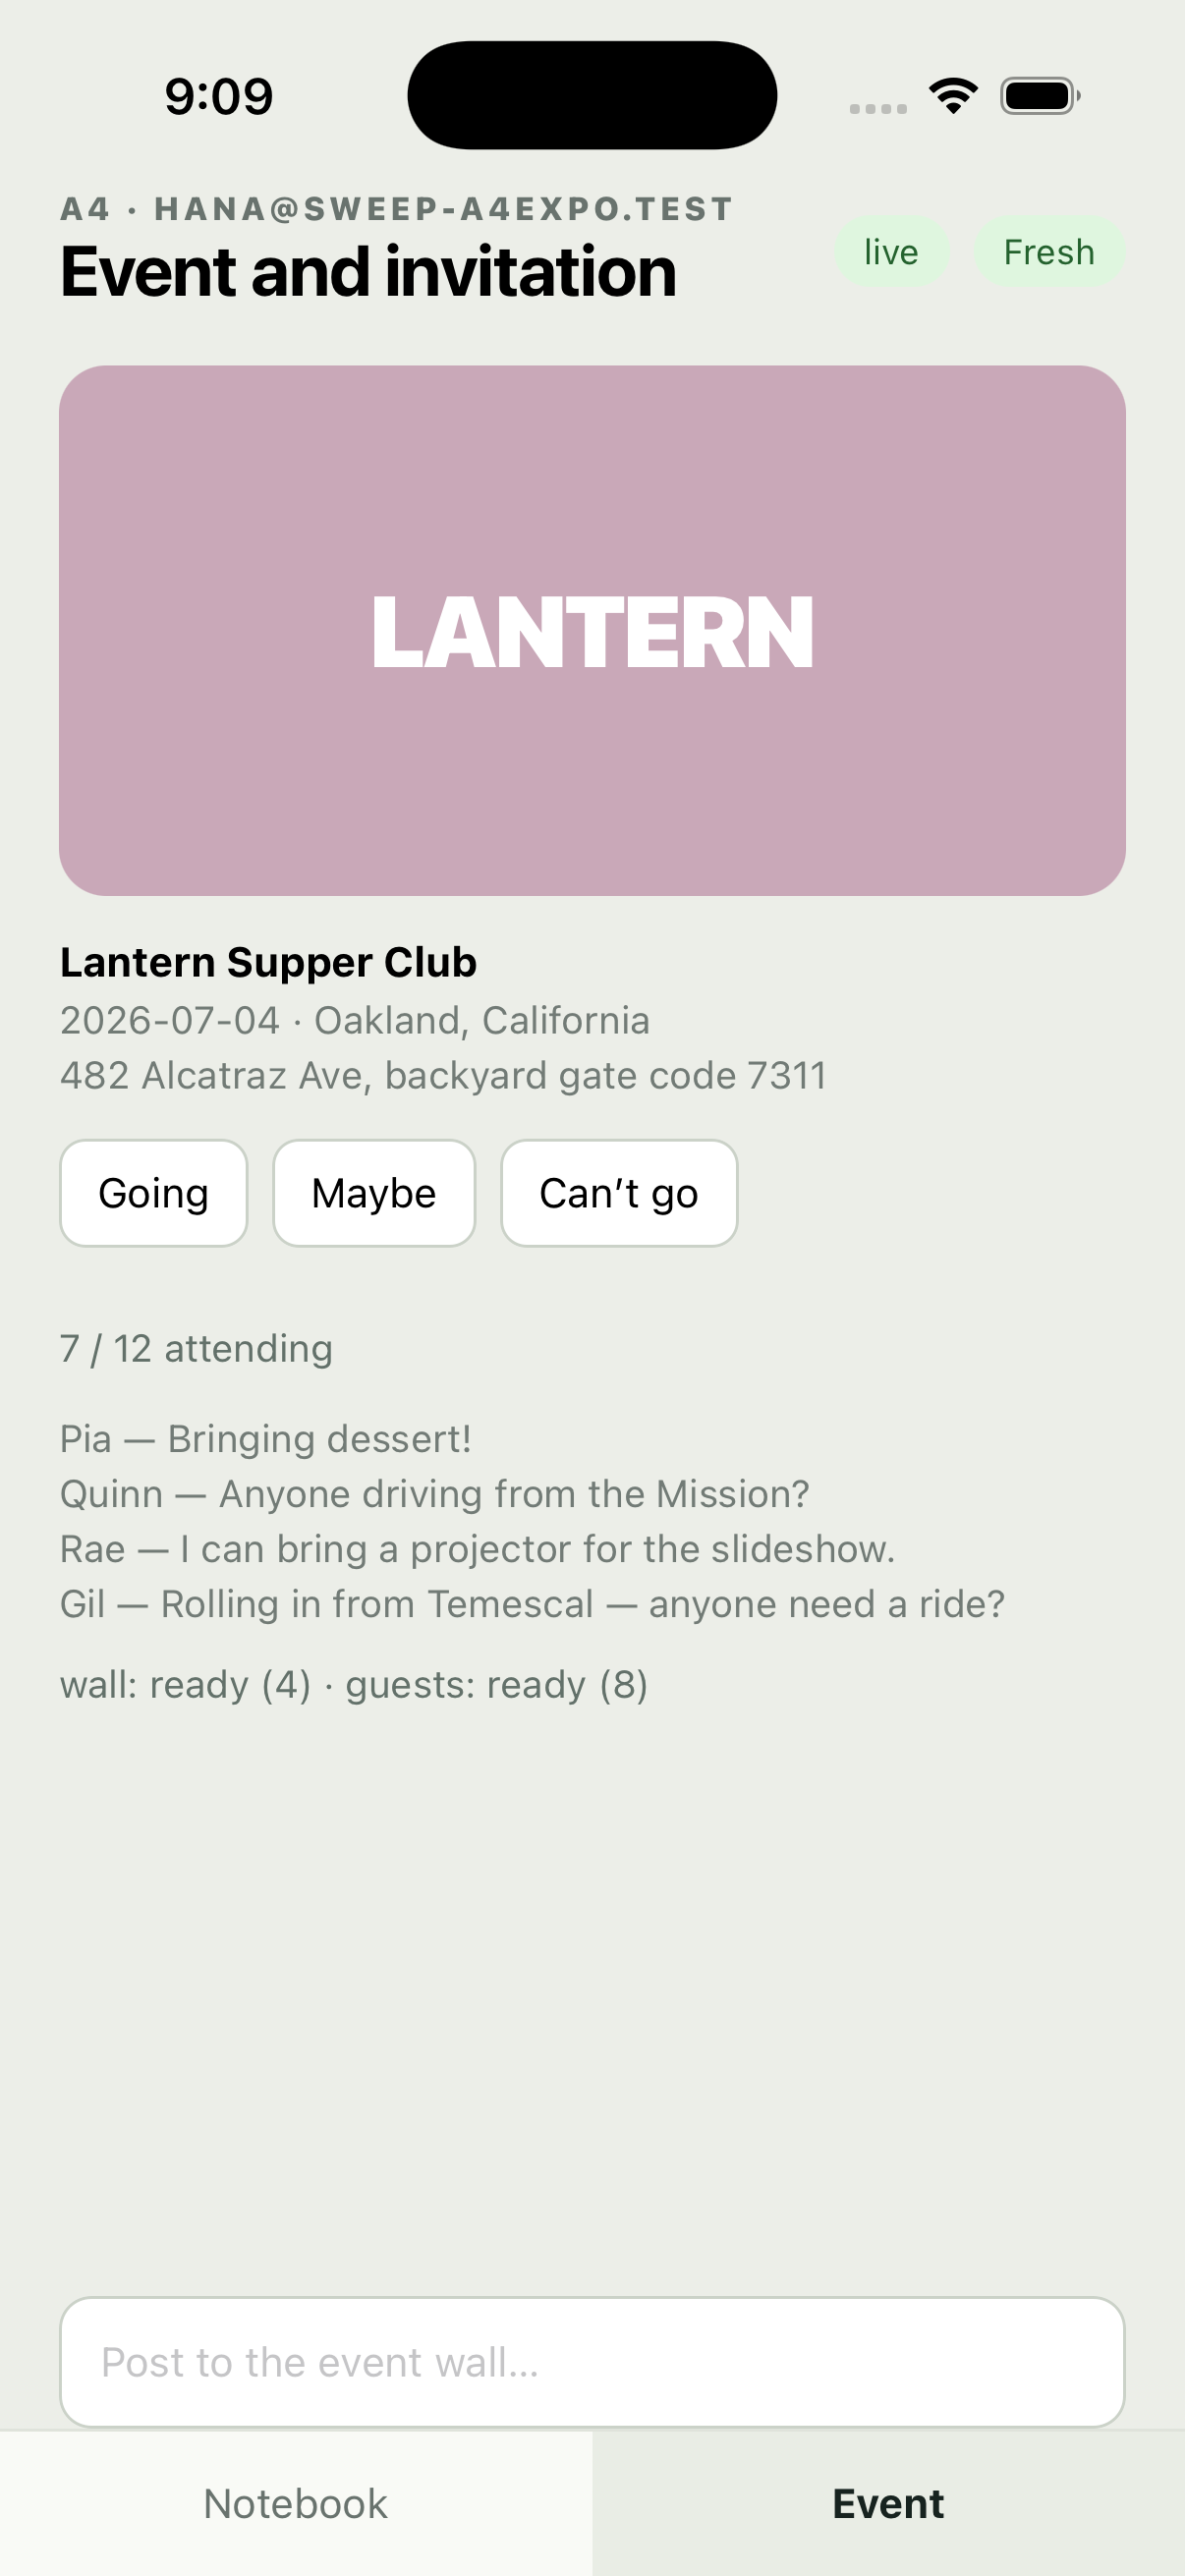 9:09
A4 · HANA@SWEEP-A4EXPO.TEST
Event and invitation
live
Fresh
LANTERN
Lantern Supper Club
2026-07-04 · Oakland, California
482 Alcatraz Ave, backyard gate code 7311
Going
Maybe
Can’t go
7 / 12 attending
Pia — Bringing dessert!
Quinn — Anyone driving from the Mission?
Rae — I can bring a projector for the slideshow.
Gil — Rolling in from Temescal — anyone need a ride?
wall: ready (4) · guests: ready (8)
Post to the event wall…
Notebook
Event